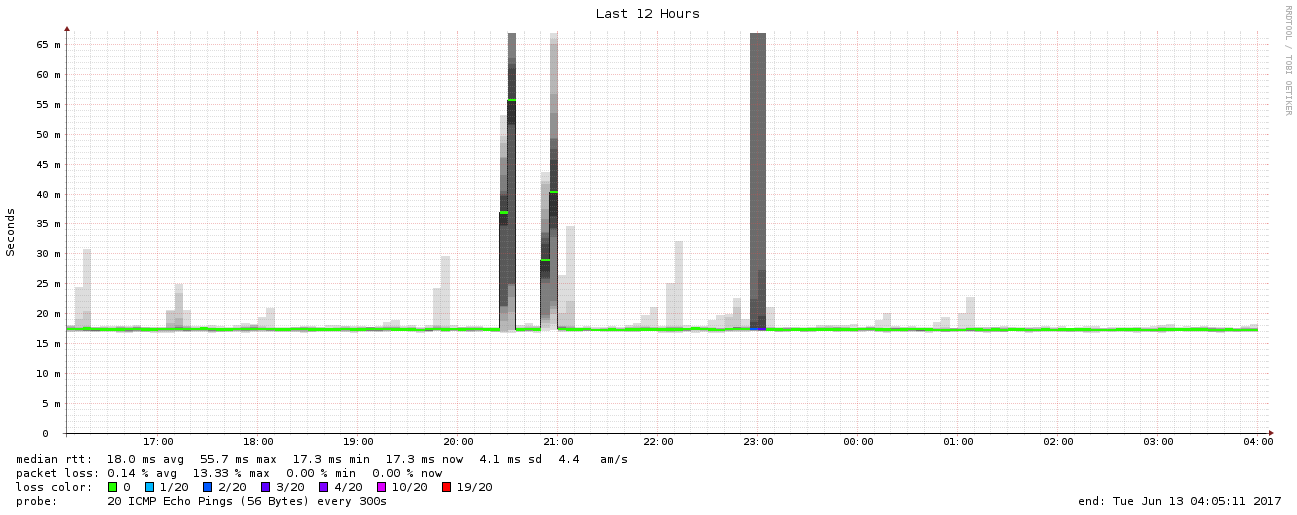 Last 12 Hours
RRDTOOL / TOBI OETIKER
Seconds
65 m
60 m
55 m
50 m
45 m
40 m
35 m
30 m
25 m
20 m
15 m
10 m
5 m
0
17:00 18:00 19:00 20:00 21:00 22:00 23:00 00:00 01:00 02:00 03:00 04:00
median rtt: 18.0 ms avg 55.7 ms max 17.3 ms min 17.3 ms now 4.1 ms sd 4.4 am/s
packet loss: 0.14 % avg 13.33 % max 0.00 % min 0.00 % now
loss color: 0 1/20 2/20 3/20 4/20 10/20 19/20
probe: 20 ICMP Echo Pings (56 Bytes) every 300s end: Tue Jun 13 04:05:11 2017